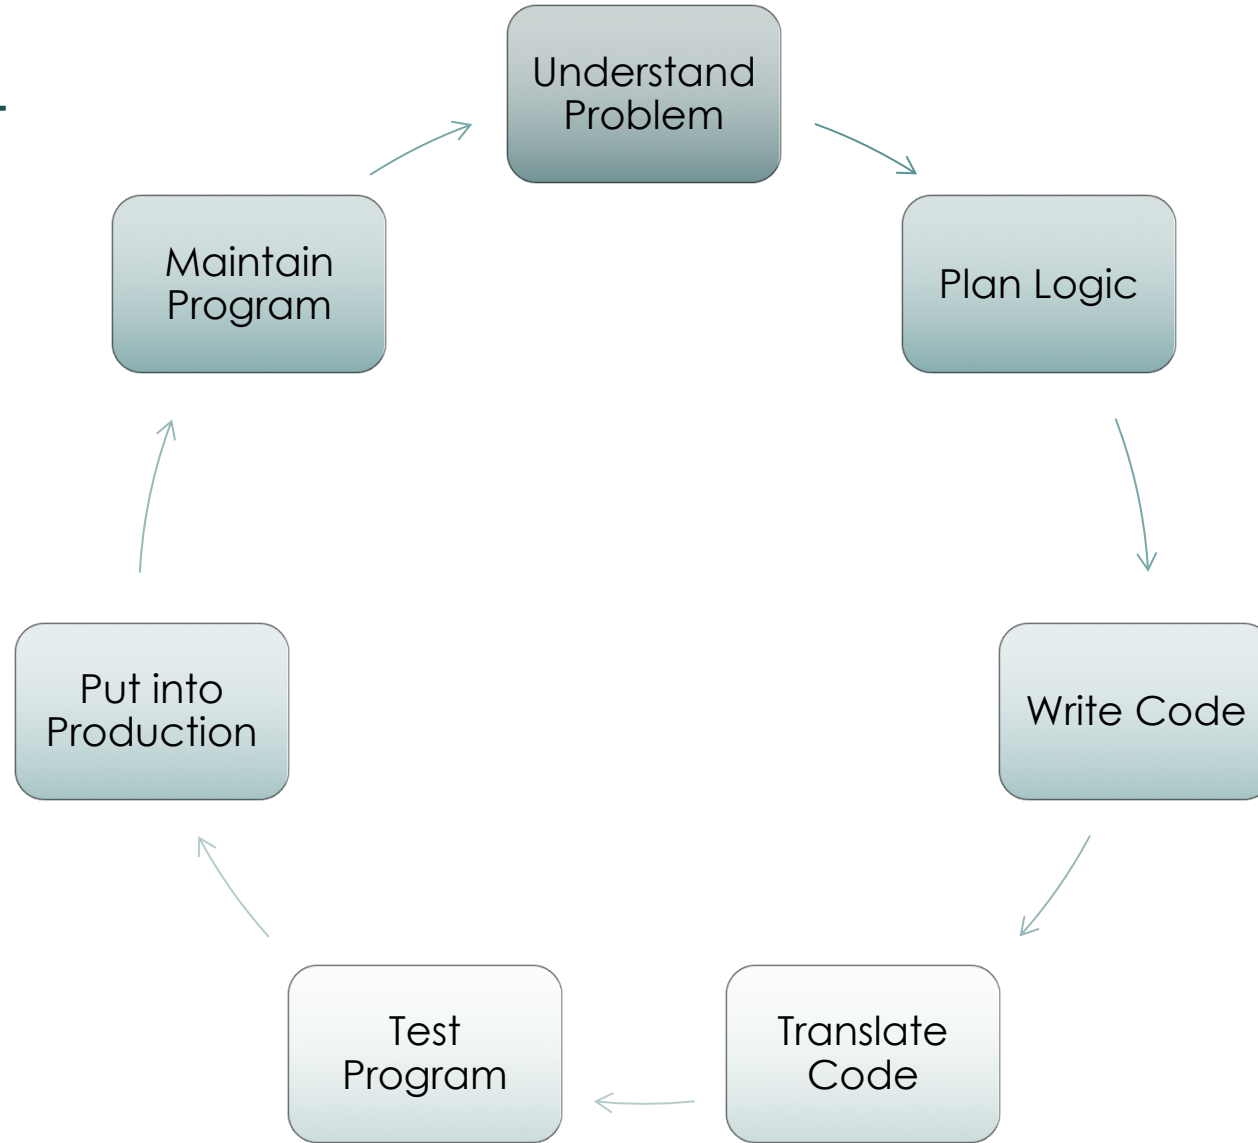 Understand
Problem
Plan Logic
Write Code
Translate
Code
Test
Program
Put into
Production
Maintain
Program